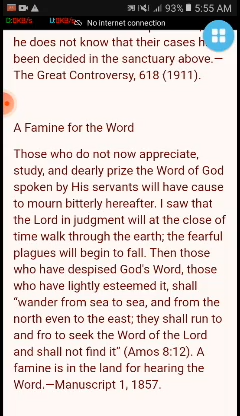 93% 5:55 AM
0:0KB/s U:0KB/s No internet connection
he does not know that their cases h
been decided in the sanctuary above.—
The Great Controversy, 618 (1911).
A Famine for the Word
Those who do not now appreciate,
study, and dearly prize the Word of God
spoken by His servants will have cause
to mourn bitterly hereafter. I saw that
the Lord in judgment will at the close of
time walk through the earth; the fearful
plagues will begin to fall. Then those
who have despised God's Word, those
who have lightly esteemed it, shall
“wander from sea to sea, and from the
north even to the east; they shall run to
and fro to seek the Word of the Lord
and shall not find it” (Amos 8:12). A
famine is in the land for hearing the
Word.—Manuscript 1, 1857.